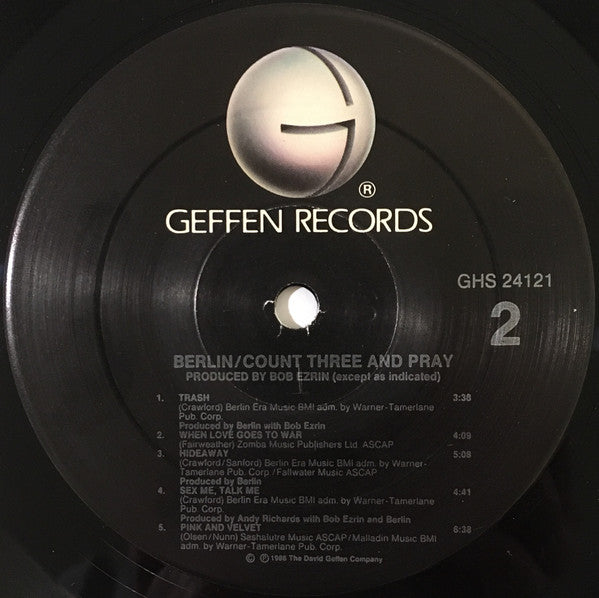 ®
GEFFEN RECORDS
GHS 24121
2
BERLIN/COUNT THREE AND PRAY
PRODUCED BY BOB EZRIN (except as indicated)
1. TRASH 3:38
(Crawford) Berlin Era Music BMI adm. by Warner-Tamerlane
Pub. Corp.
Produced by Berlin with Bob Ezrin
2. WHEN LOVE GOES TO WAR 4:09
(Fairweather) Zomba Music Publishers Ltd. ASCAP
3. HIDEAWAY 5:08
(Crawford/Sanford) Berlin Era Music BMI adm. by Warner-
Tamerlane Pub. Corp./Fallwater Music ASCAP
Produced by Berlin
4. SEX ME, TALK ME 4:41
(Crawford) Berlin Era Music BMI adm. by Warner-Tamerlane
Pub. Corp.
Produced by Andy Richards with Bob Ezrin and Berlin
5. PINK AND VELVET 6:38
(Olsen/Nunn) Sashalutre Music ASCAP/Malladin Music BMI
adm. by Warner-Tamerlane Pub. Corp.
© ℗ 1986 The David Geffen Company